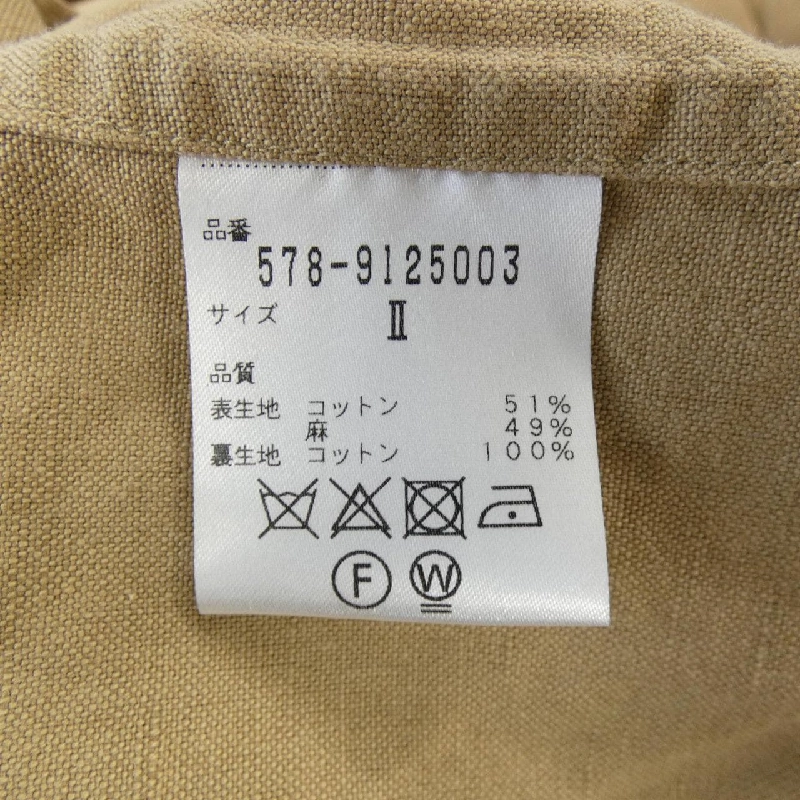 品番
578-9125003
サイズ Ⅱ
品質
表生地 コットン 51%
麻 49%
裏生地 コットン 100%
F W